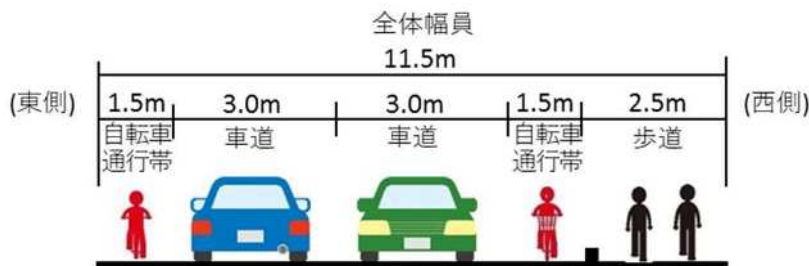 全体幅員
11.5m
(東側) 1.5m 3.0m 3.0m 1.5m 2.5m (西側)
自転車 車道 車道 自転車 歩道
通行帯 通行帯